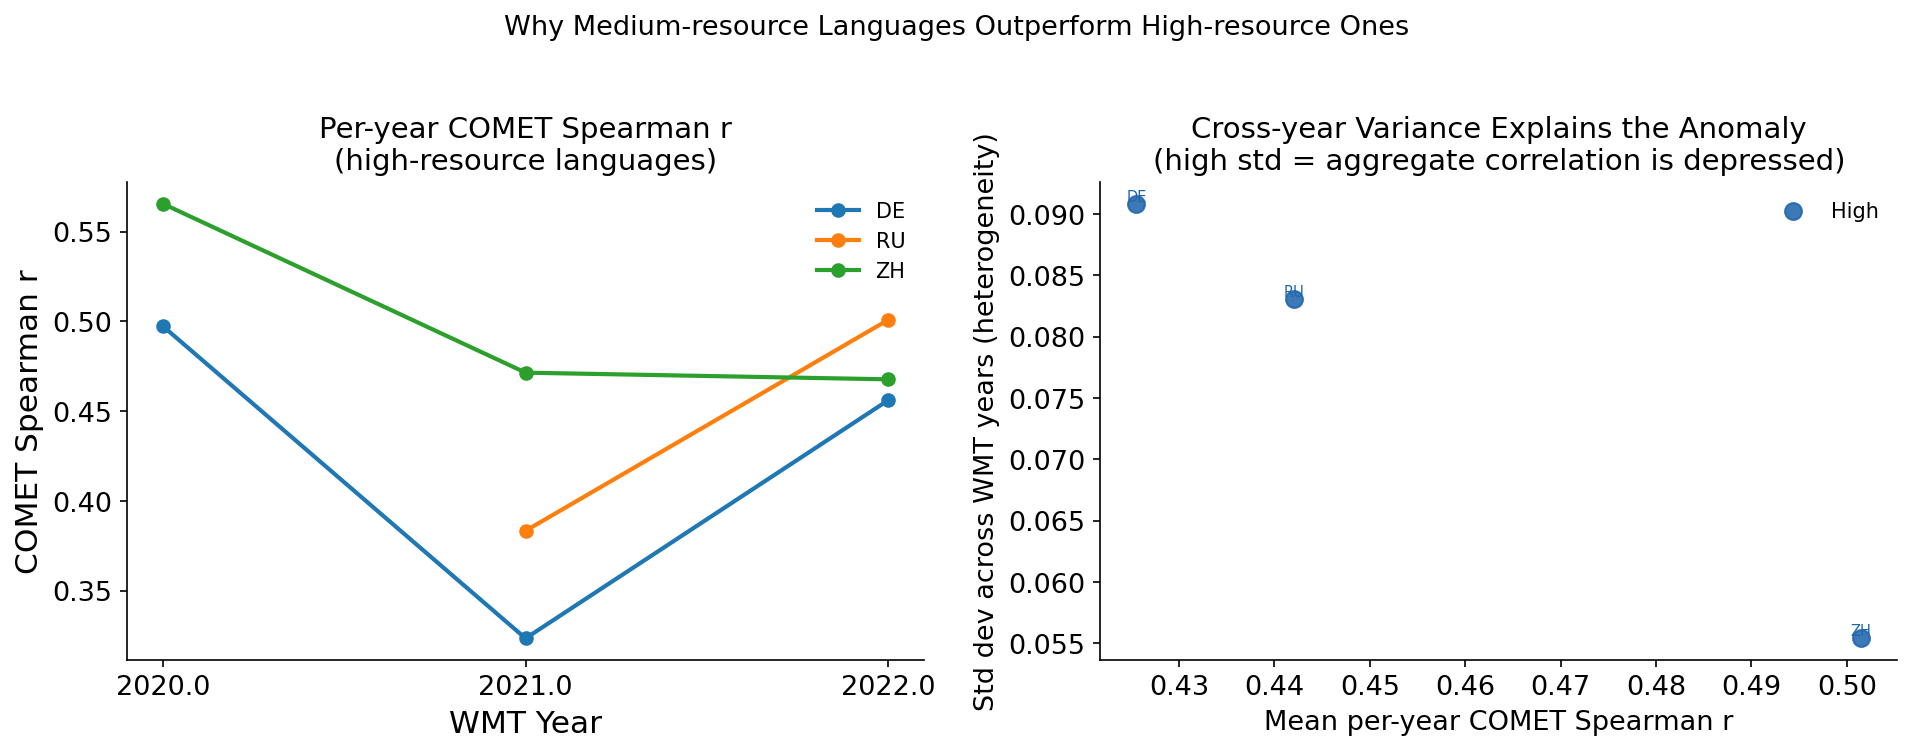 Why Medium-resource Languages Outperform High-resource Ones
Per-year COMET Spearman r
(high-resource languages)
COMET Spearman r
0.55
0.50
0.45
0.40
0.35
2020.0
2021.0
2022.0
WMT Year
DE
RU
ZH
Cross-year Variance Explains the Anomaly
(high std = aggregate correlation is depressed)
Std dev across WMT years (heterogeneity)
0.090
0.085
0.080
0.075
0.070
0.065
0.060
0.055
0.43
0.44
0.45
0.46
0.47
0.48
0.49
0.50
Mean per-year COMET Spearman r
High
DE
RU
ZH